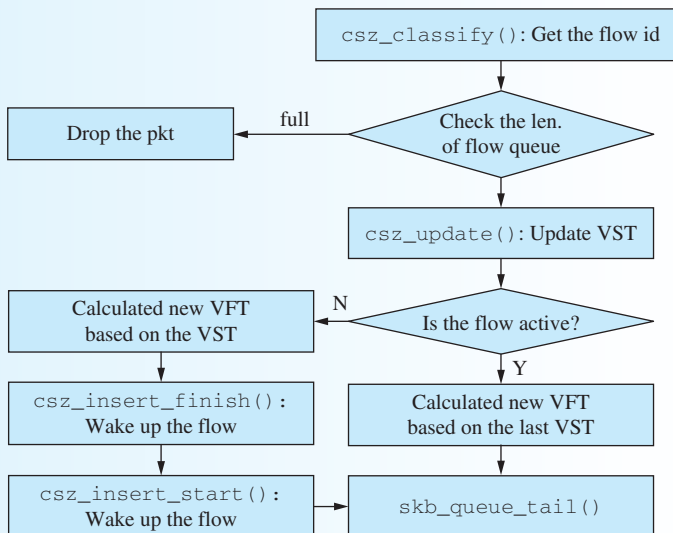 csz_classify(): Get the flow id
full
Drop the pkt
Check the len.
of flow queue
csz_update(): Update VST
Calculated new VFT
based on the VST
N
Is the flow active?
Y
csz_insert_finish():
Wake up the flow
Calculated new VFT
based on the last VST
csz_insert_start():
Wake up the flow
skb_queue_tail()